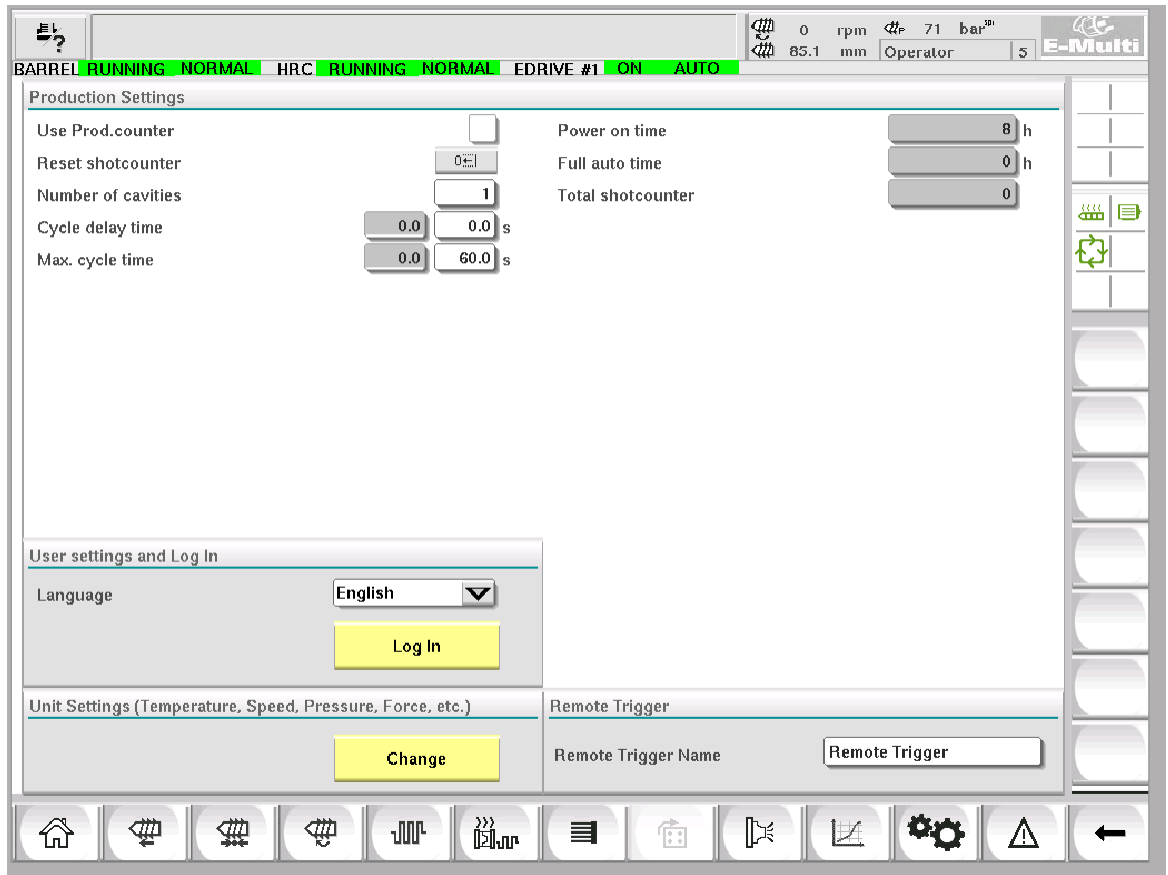 ?
0 rpm P 71 bar spi
85.1 mm Operator 5
E-Multi
BARREL RUNNING NORMAL HRC RUNNING NORMAL EDRIVE #1 ON AUTO
Production Settings
Use Prod.counter
Power on time 8 h
Reset shotcounter 0
Full auto time 0 h
Number of cavities 1
Total shotcounter 0
Cycle delay time 0.0 0.0 s
Max. cycle time 0.0 60.0 s
User settings and Log In
Language English
Log In
Unit Settings (Temperature, Speed, Pressure, Force, etc.)
Change
Remote Trigger
Remote Trigger Name Remote Trigger